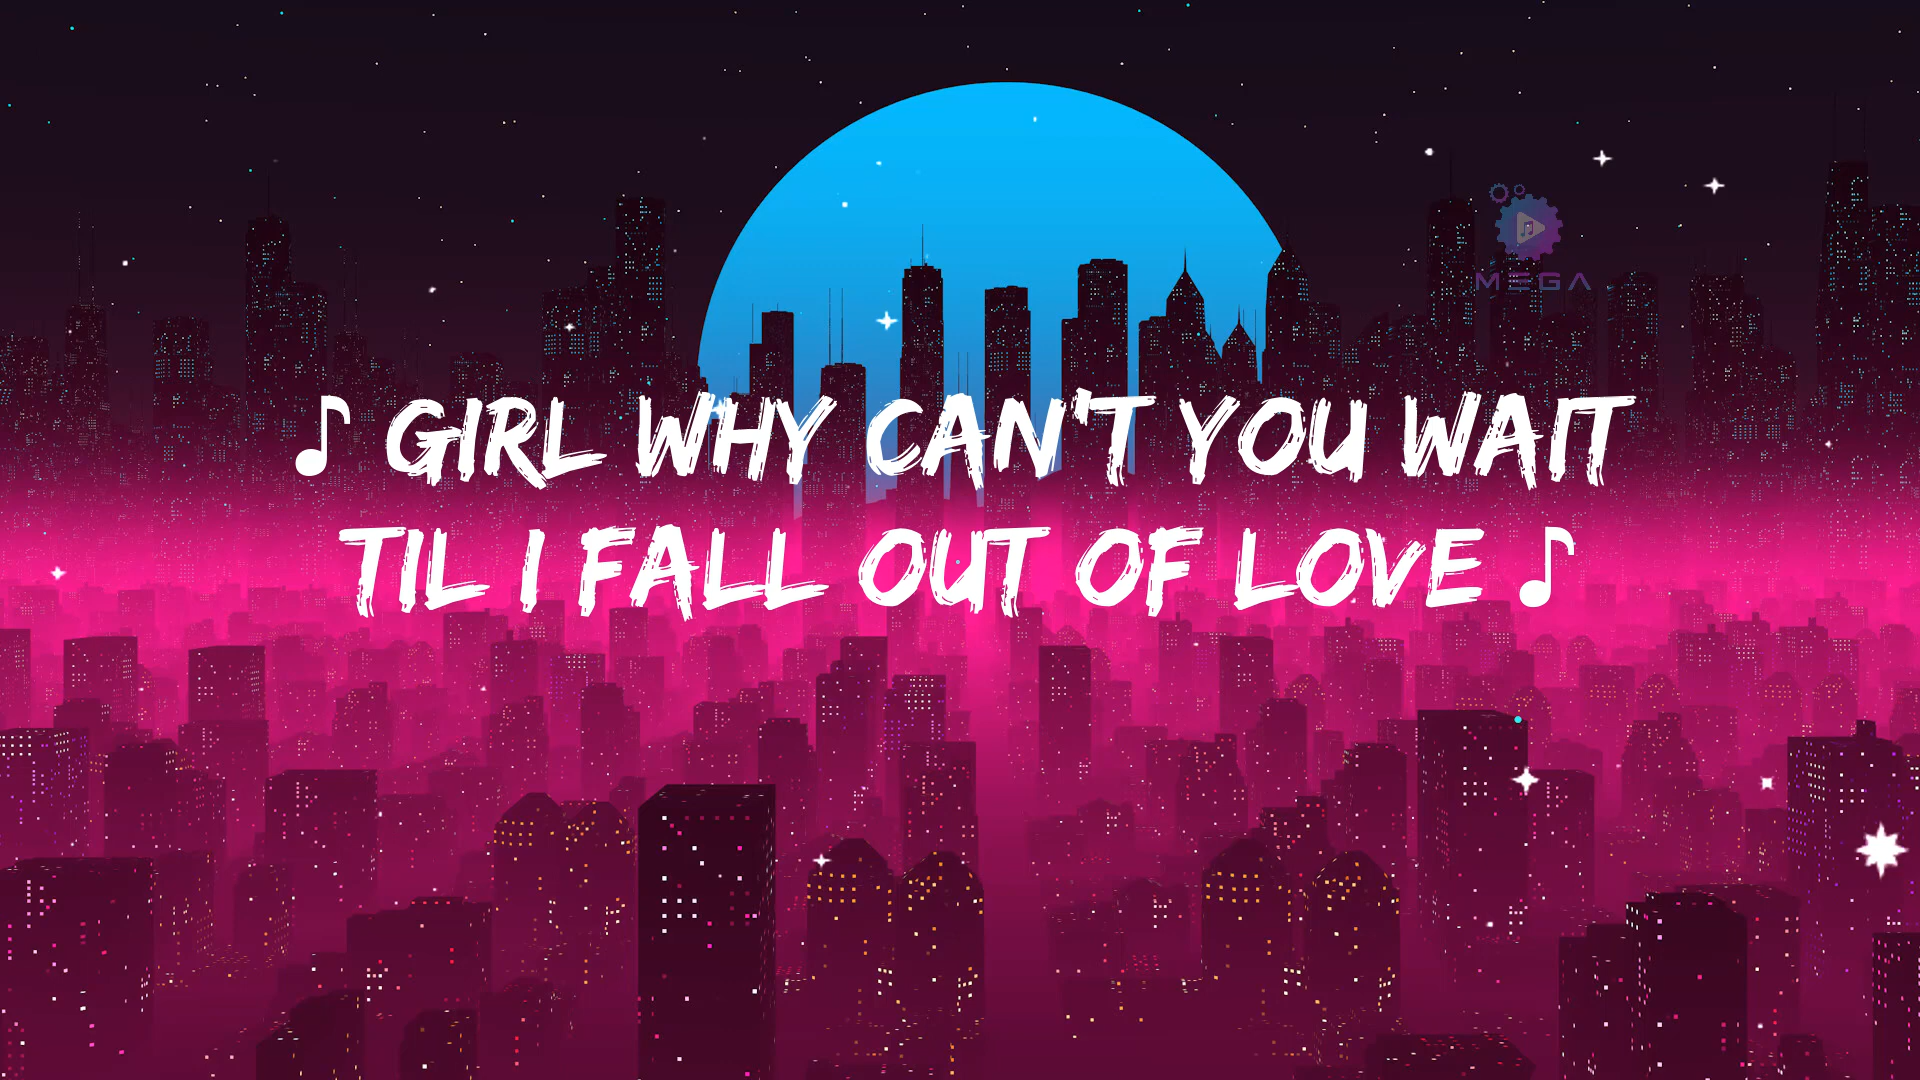 MEGA
♪ GIRL WHY CAN'T YOU WAIT
TIL I FALL OUT OF LOVE ♪